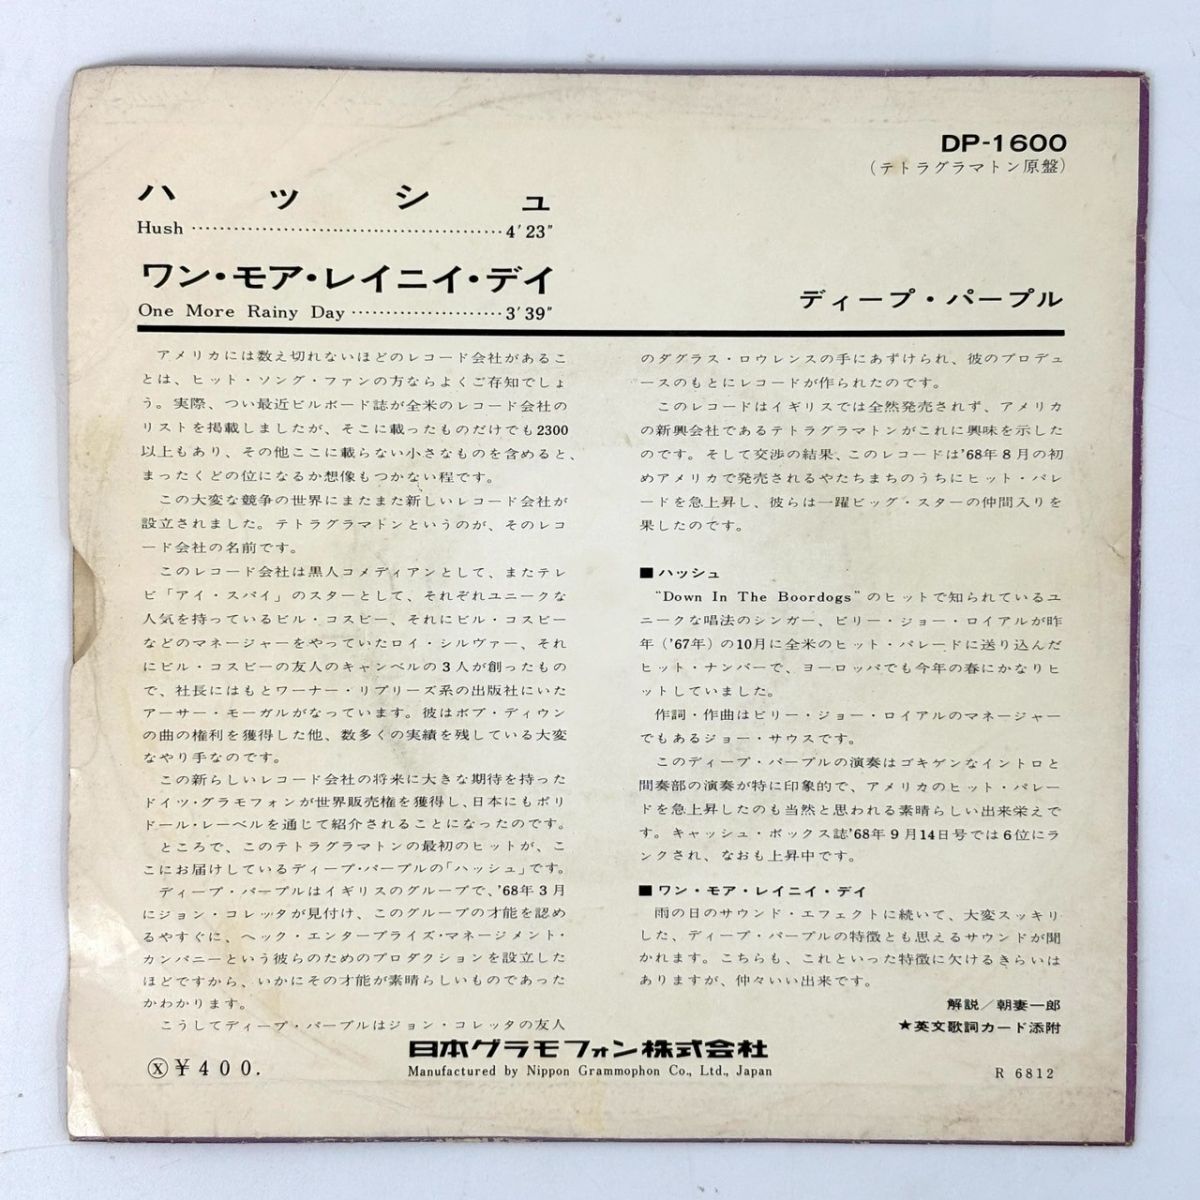 DP-1600
(テトラグラマトン原盤)
ハッシュ
Hush ………………………………………4'23"
ワン・モア・レイニイ・デイ
One More Rainy Day …………………3'39"
ディープ・パープル
アメリカには数え切れないほどのレコード会社があるこ
とは、ヒット・ソング・ファンの方ならよくご存知でしょ
う。実際、つい最近ビルボード誌が全米のレコード会社の
リストを掲載しましたが、そこに載ったものだけでも2300
以上もあり、その他ここに載らない小さなものを含めると、
まったくどの位になるか想像もつかない程です。
この大変な競争の世界にまたまた新しいレコード会社が
設立されました。テトラグラマトンというのが、そのレコ
ード会社の名前です。
このレコード会社は黒人コメディアンとして、またテレ
ビ「アイ・スパイ」のスターとして、それぞれユニークな
人気を持っているビル・コスビー、それにビル・コスビー
などのマネージャーをやっていたロイ・シルヴァー、それ
にビル・コスビーの友人のキャンベルの3人が創ったもの
で、社長にはもとワーナー・リプリーズ系の出版社にいた
アーサー・モーガルがなっています。彼はボブ・ディラン
の曲の権利を獲得した他、数多くの実績を残している大変
なやり手なのです。
この新らしいレコード会社の将来に大きな期待を持った
ドイツ・グラモフォンが世界販売権を獲得し、日本にもポリ
ドール・レーベルを通じて紹介されることになったのです。
ところで、このテトラグラマトンの最初のヒットが、こ
こにお届けしているディープ・パープルの「ハッシュ」です。
ディープ・パープルはイギリスのグループで、'68年3月
にジョン・コレッタが見付け、このグループの才能を認め
るやすぐに、ヘック・エンタープライズ・マネージメント・
カンパニーという彼らのためのプロダクションを設立した
ほどですから、いかにその才能が素晴らしいものであった
かわかります。
こうしてディープ・パープルはジョン・コレッタの友人
のダグラス・ロウレンスの手にあずけられ、彼のプロデュ
ースのもとにレコードが作られたのです。
このレコードはイギリスでは全然発売されず、アメリカ
の新興会社であるテトラグラマトンがこれに興味を示した
のです。そして交渉の結果、このレコードは'68年8月の初
めアメリカで発売されるやたちまちのうちにヒット・パレ
ードを急上昇し、彼らは一躍ビッグ・スターの仲間入りを
果したのです。
■ハッシュ
"Down In The Boordogs"のヒットで知られているユ
ニークな唱法のシンガー、ビリー・ジョー・ロイアルが昨
年('67年)の10月に全米のヒット・パレードに送り込んだ
ヒット・ナンバーで、ヨーロッパでも今年の春にかなりヒ
ットしていました。
作詞・作曲はビリー・ジョー・ロイアルのマネージャー
でもあるジョー・サウスです。
このディープ・パープルの演奏はゴキゲンなイントロと
間奏部の演奏が特に印象的で、アメリカのヒット・パレー
ドを急上昇したのも当然と思われる素晴らしい出来栄えで
す。キャッシュ・ボックス誌'68年9月14日号では6位にラ
ンクされ、なおも上昇中です。
■ワン・モア・レイニイ・デイ
雨の日のサウンド・エフェクトに続いて、大変スッキリ
した、ディープ・パープルの特徴とも思えるサウンドが聞
かれます。こちらも、これといった特徴に欠けるきらいは
ありますが、仲々いい出来です。
解説／朝妻一郎
★英文歌詞カード添附
日本グラモフォン株式会社
Manufactured by Nippon Grammophon Co., Ltd., Japan
Ⓧ￥400.
R 6812